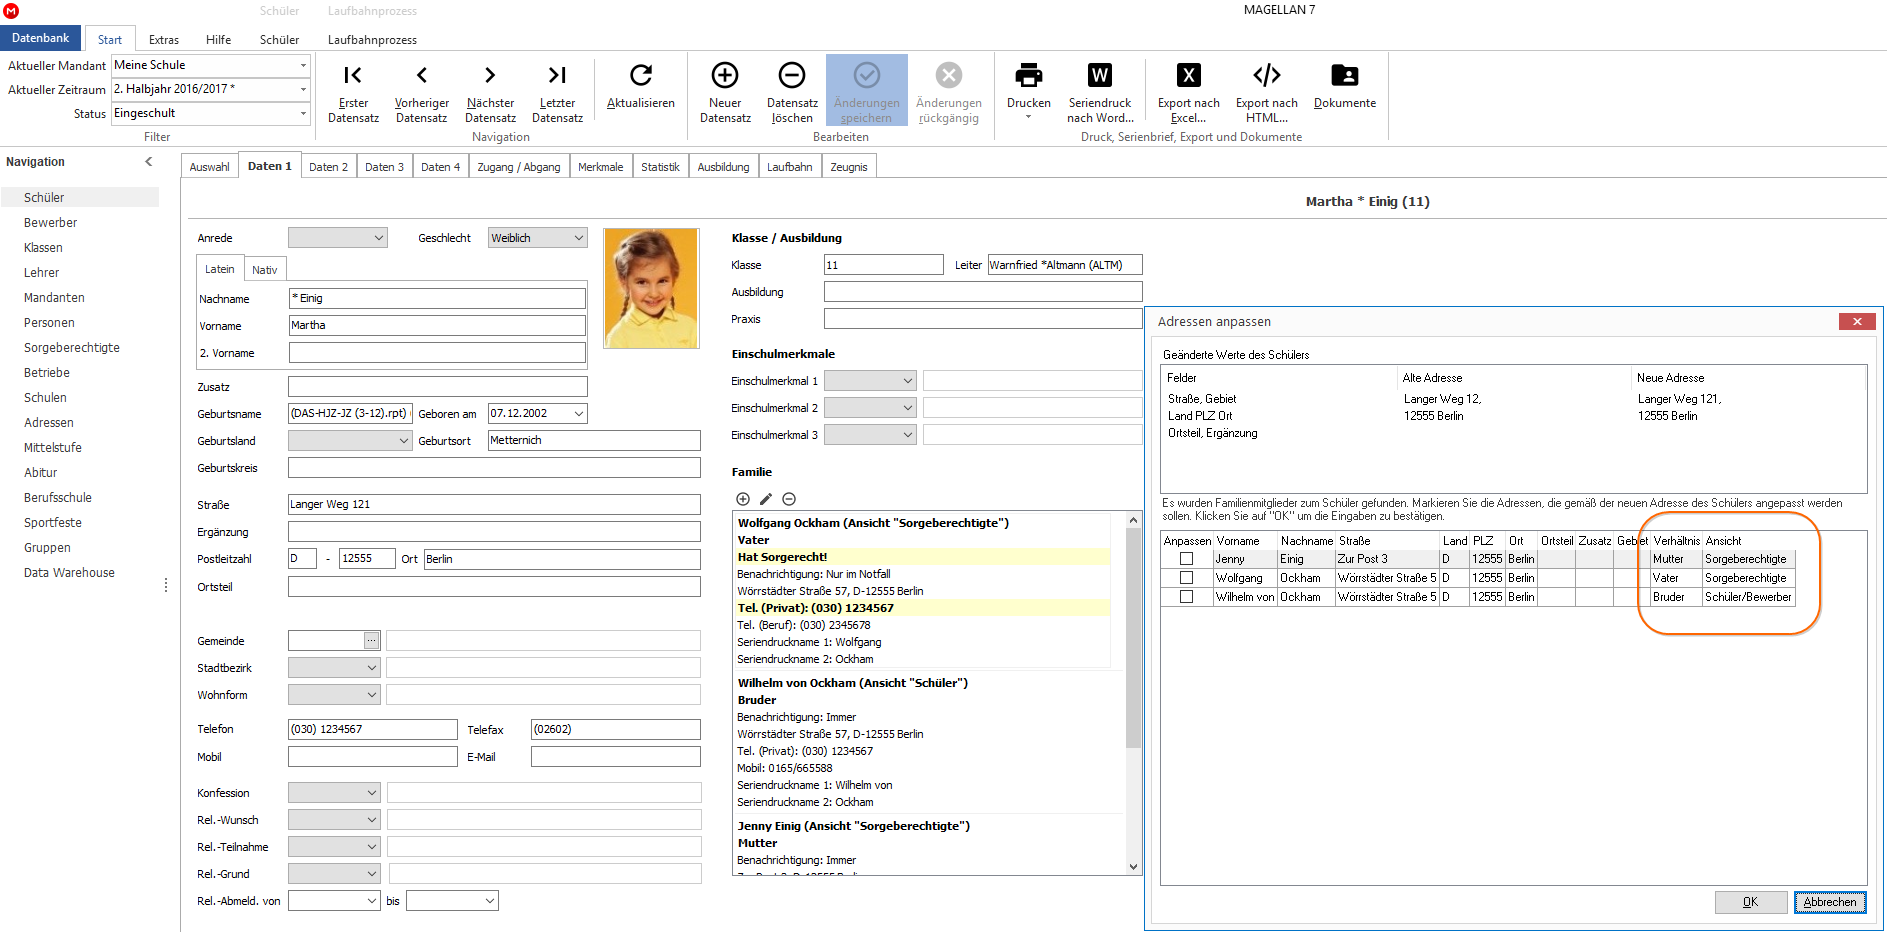 Schüler Laufbahnprozess MAGELLAN 7
Datenbank Start Extras Hilfe Schüler Laufbahnprozess
Aktueller Mandant Meine Schule
Aktueller Zeitraum 2. Halbjahr 2016/2017 *
Status Eingeschult
Filter
Erster Datensatz
Vorheriger Datensatz
Nächster Datensatz
Letzter Datensatz
Aktualisieren
Navigation
Neuer Datensatz
Datensatz löschen
Änderungen speichern
Änderungen rückgängig
Bearbeiten
Drucken
Seriendruck nach Word...
Export nach Excel...
Export nach HTML...
Dokumente
Druck, Serienbrief, Export und Dokumente
Navigation
Schüler
Bewerber
Klassen
Lehrer
Mandanten
Personen
Sorgeberechtigte
Betriebe
Schulen
Adressen
Mittelstufe
Abitur
Berufsschule
Sportfeste
Gruppen
Data Warehouse
Auswahl Daten 1 Daten 2 Daten 3 Daten 4 Zugang / Abgang Merkmale Statistik Ausbildung Laufbahn Zeugnis
Martha * Einig (11)
Anrede Geschlecht Weiblich
Latein Nativ
Nachname * Einig
Vorname Martha
2. Vorname
Zusatz
Geburtsname (DAS-HJZ-JZ (3-12).rpt) Geboren am 07.12.2002
Geburtsland Geburtsort Metternich
Geburtskreis
Straße Langer Weg 121
Ergänzung
Postleitzahl D - 12555 Ort Berlin
Ortsteil
Gemeinde ...
Stadtbezirk
Wohnform
Telefon (030) 1234567 Telefax (02602)
Mobil E-Mail
Konfession
Rel.-Wunsch
Rel.-Teilnahme
Rel.-Grund
Rel.-Abmeld. von bis
Klasse / Ausbildung
Klasse 11 Leiter Warnfried *Altmann (ALTM)
Ausbildung
Praxis
Einschulmerkmale
Einschulmerkmal 1
Einschulmerkmal 2
Einschulmerkmal 3
Familie
Wolfgang Ockham (Ansicht "Sorgeberechtigte")
Vater
Hat Sorgerecht!
Benachrichtigung: Nur im Notfall
Wörrstädter Straße 57, D-12555 Berlin
Tel. (Privat): (030) 1234567
Tel. (Beruf): (030) 2345678
Seriendruckname 1: Wolfgang
Seriendruckname 2: Ockham
Wilhelm von Ockham (Ansicht "Schüler")
Bruder
Benachrichtigung: Immer
Wörrstädter Straße 57, D-12555 Berlin
Tel. (Privat): (030) 1234567
Mobil: 0165/665588
Seriendruckname 1: Wilhelm von
Seriendruckname 2: Ockham
Jenny Einig (Ansicht "Sorgeberechtigte")
Mutter
Benachrichtigung: Immer
Adressen anpassen
Geänderte Werte des Schülers
Felder Alte Adresse Neue Adresse
Straße, Gebiet Langer Weg 12, Langer Weg 121,
Land PLZ Ort 12555 Berlin 12555 Berlin
Ortsteil, Ergänzung
Es wurden Familienmitglieder zum Schüler gefunden. Markieren Sie die Adressen, die gemäß der neuen Adresse des Schülers angepasst werden
sollen. Klicken Sie auf "OK" um die Eingaben zu bestätigen.
Anpassen Vorname Nachname Straße Land PLZ Ort Ortsteil Zusatz Gebiet Verhältnis Ansicht
Jenny Einig Zur Post 3 D 12555 Berlin Mutter Sorgeberechtigte
Wolfgang Ockham Wörrstädter Straße 5 D 12555 Berlin Vater Sorgeberechtigte
Wilhelm von Ockham Wörrstädter Straße 5 D 12555 Berlin Bruder Schüler/Bewerber
OK Abbrechen